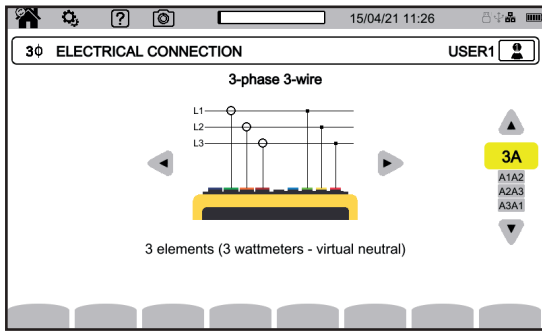 ? 15/04/21 11:26
3ϕ ELECTRICAL CONNECTION USER1
3-phase 3-wire
L1
L2
L3
3A
A1A2
A2A3
A3A1
3 elements (3 wattmeters - virtual neutral)